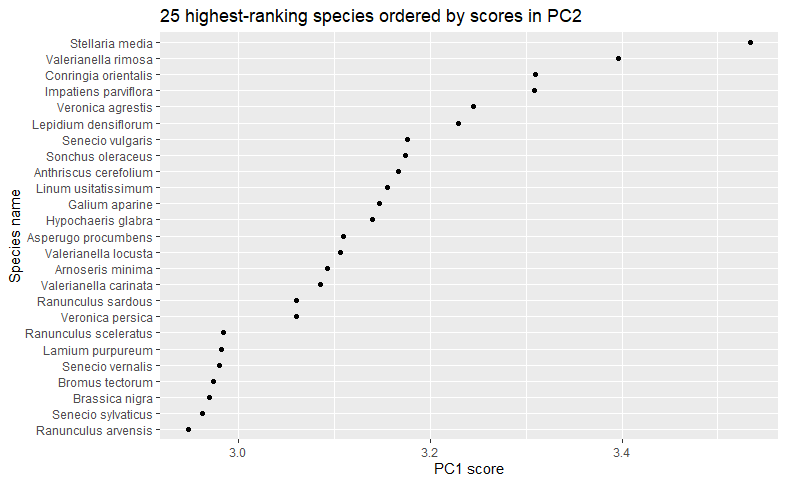 25 highest-ranking species ordered by scores in PC2
Species name
Stellaria media
Valerianella rimosa
Conringia orientalis
Impatiens parviflora
Veronica agrestis
Lepidium densiflorum
Senecio vulgaris
Sonchus oleraceus
Anthriscus cerefolium
Linum usitatissimum
Galium aparine
Hypochaeris glabra
Asperugo procumbens
Valerianella locusta
Arnoseris minima
Valerianella carinata
Ranunculus sardous
Veronica persica
Ranunculus sceleratus
Lamium purpureum
Senecio vernalis
Bromus tectorum
Brassica nigra
Senecio sylvaticus
Ranunculus arvensis
3.0 3.2 3.4
PC1 score